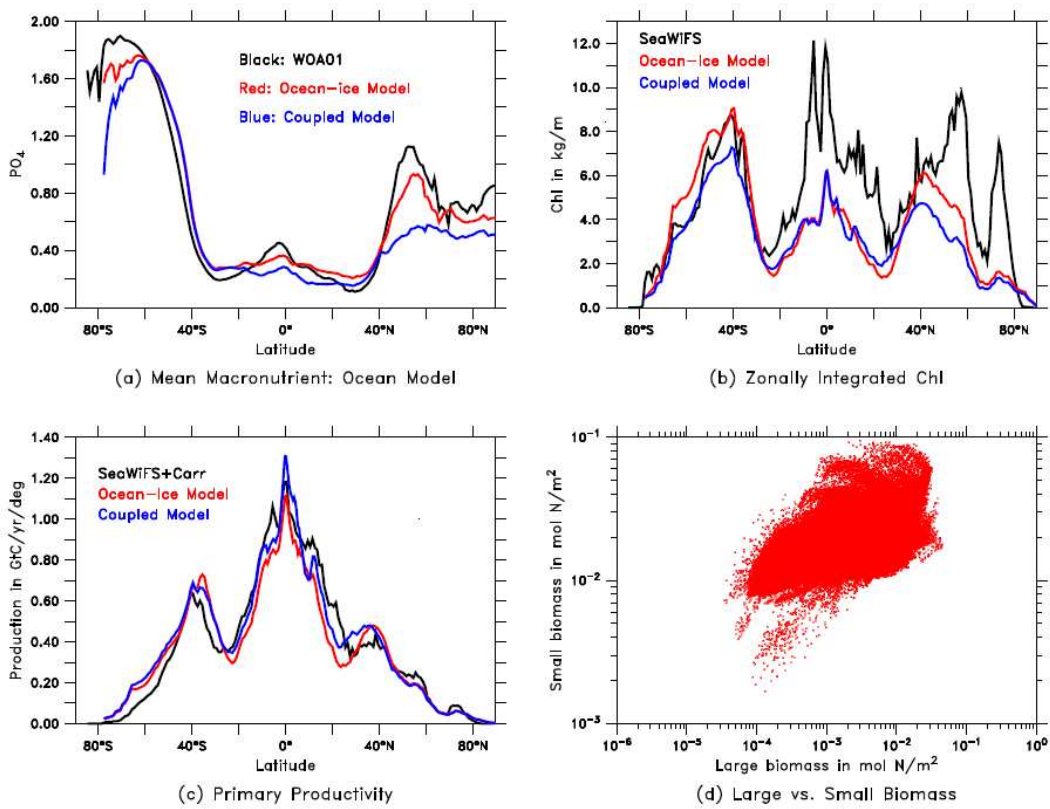 2.00
1.60
1.20
0.80
0.40
0.00
PO4
Black: WOA01
Red: Ocean-ice Model
Blue: Coupled Model
80°S 40°S 0° 40°N 80°N
Latitude
(a) Mean Macronutrient: Ocean Model
12.0
10.0
8.0
6.0
4.0
2.0
0.0
Chl in kg/m
SeaWiFS
Ocean-ice Model
Coupled Model
80°S 40°S 0° 40°N 80°N
Latitude
(b) Zonally Integrated Chl
1.40
1.20
1.00
0.80
0.60
0.40
0.20
0.00
Production in GtC/yr/deg
SeaWiFS+Carr
Ocean-Ice Model
Coupled Model
80°S 40°S 0° 40°N 80°N
Latitude
(c) Primary Productivity
10⁻¹
10⁻²
10⁻³
Small biomass in mol N/m²
10⁻⁶ 10⁻⁵ 10⁻⁴ 10⁻³ 10⁻² 10⁻¹ 10⁰
Large biomass in mol N/m²
(d) Large vs. Small Biomass